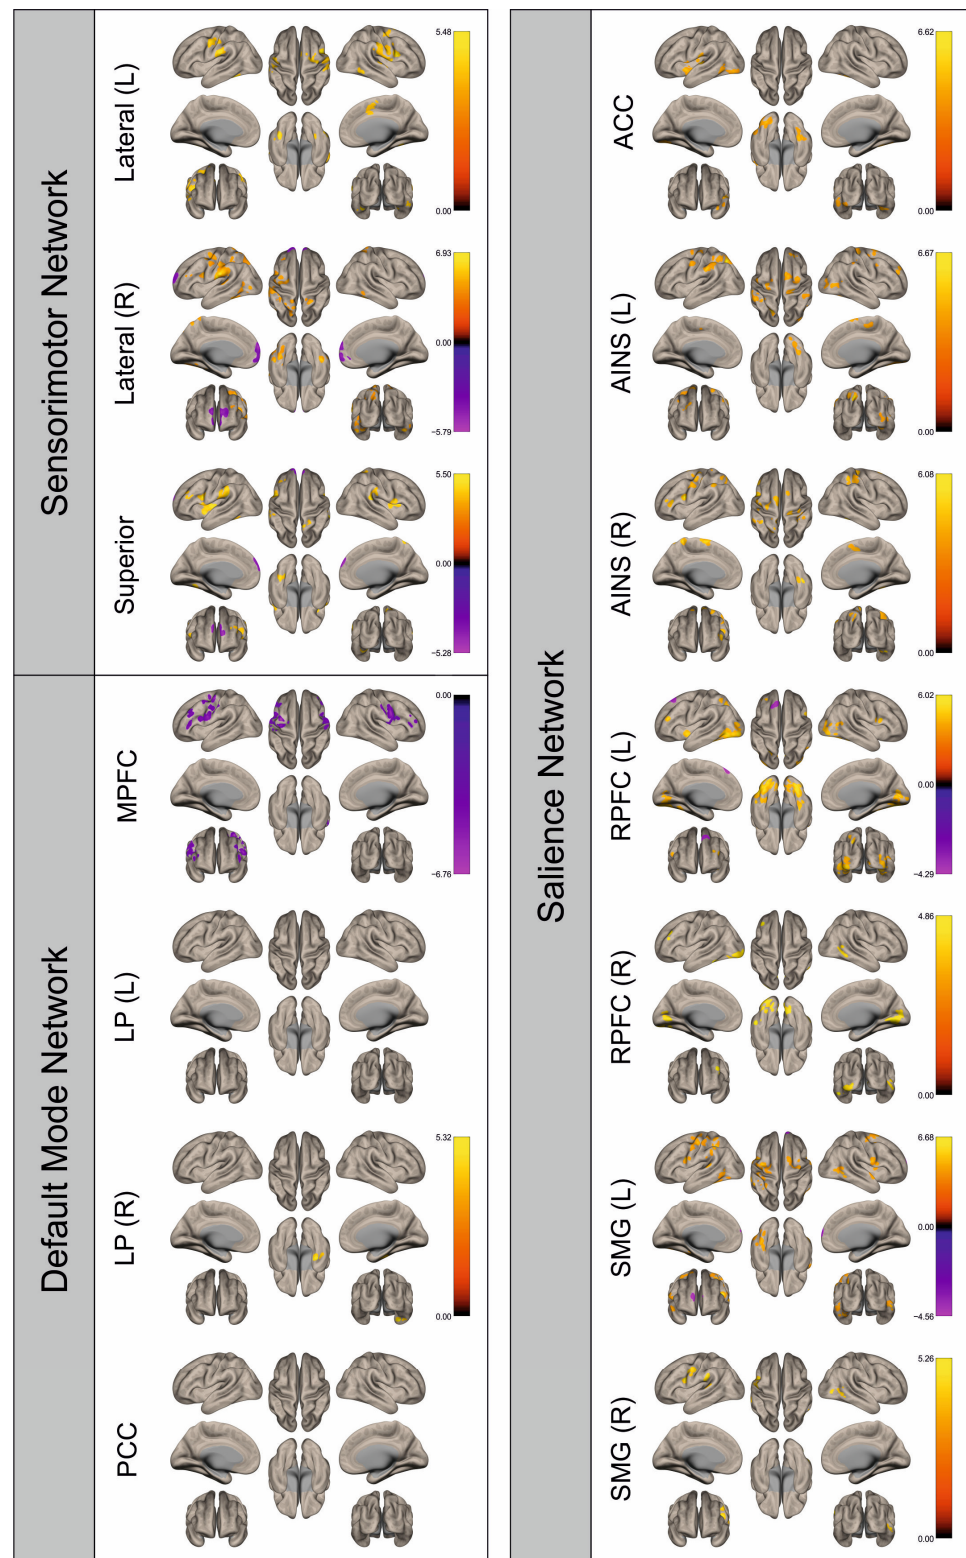 Sensorimotor Network
Lateral (L)
5.48
0.00
Lateral (R)
6.93
0.00
−5.79
Superior
5.50
0.00
−5.28
Default Mode Network
MPFC
0.00
−6.76
LP (L)
LP (R)
5.32
0.00
PCC
Salience Network
ACC
6.62
0.00
AINS (L)
6.67
0.00
AINS (R)
6.08
0.00
RPFC (L)
6.02
0.00
−4.29
RPFC (R)
4.86
0.00
SMG (L)
6.68
0.00
−4.56
SMG (R)
5.26
0.00